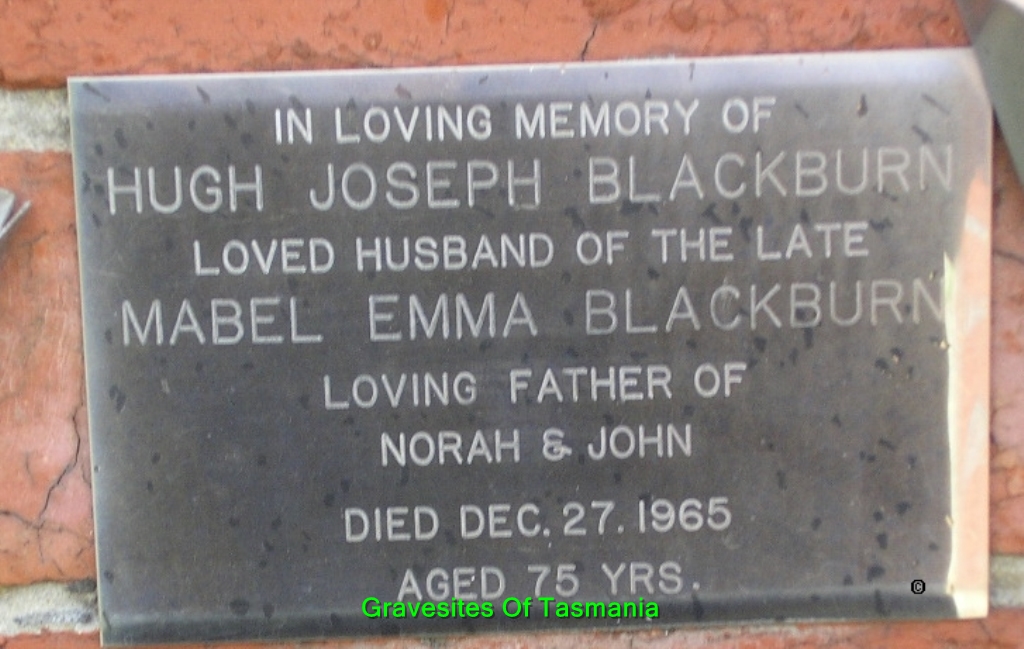 IN LOVING MEMORY OF
HUGH JOSEPH BLACKBURN
LOVED HUSBAND OF THE LATE
MABEL EMMA BLACKBURN
LOVING FATHER OF
NORAH & JOHN
DIED DEC. 27. 1965
AGED 75 YRS.
©
Gravesites Of Tasmania